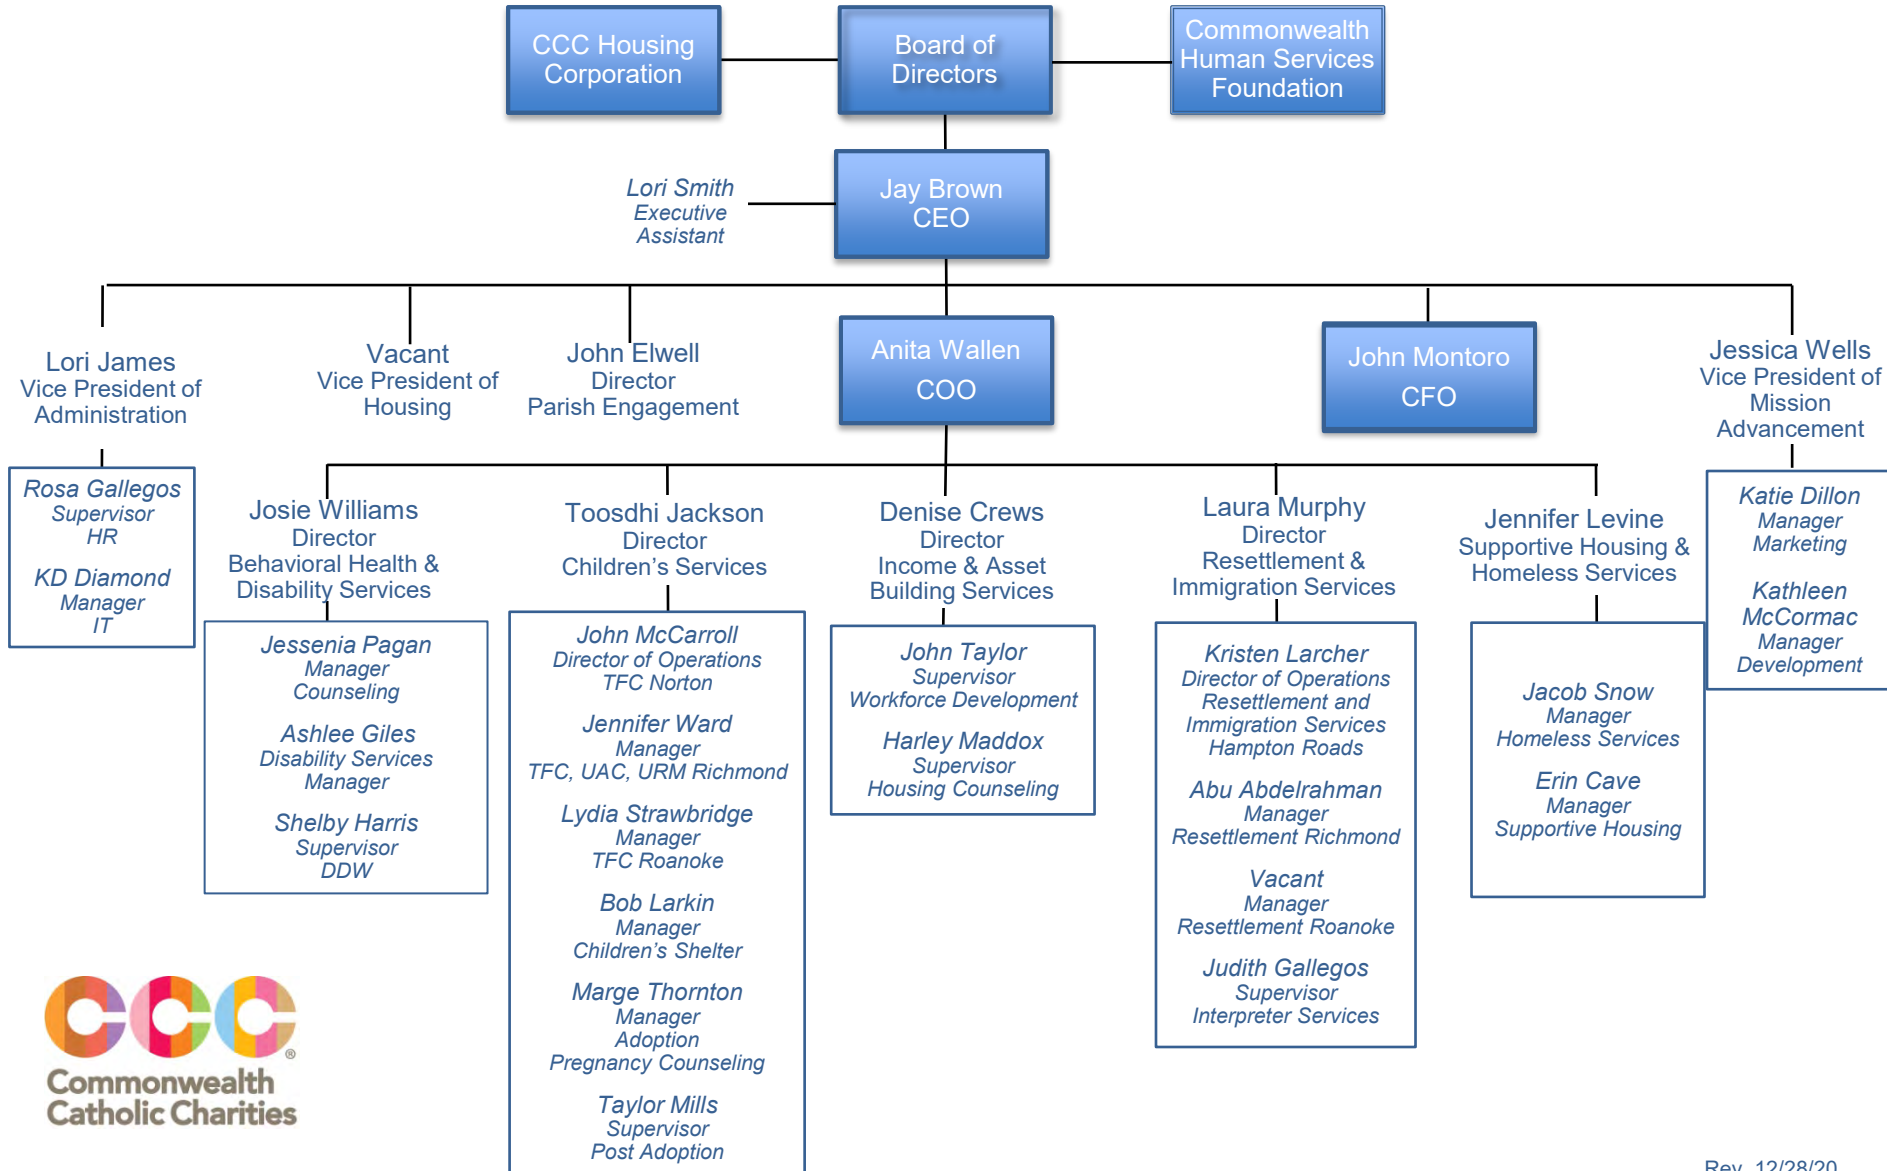 CCC Housing
Corporation
Board of
Directors
Commonwealth
Human Services
Foundation
Lori Smith
Executive
Assistant
Jay Brown
CEO
Lori James
Vice President of
Administration
Vacant
Vice President of
Housing
John Elwell
Director
Parish Engagement
Anita Wallen
COO
John Montoro
CFO
Jessica Wells
Vice President of
Mission
Advancement
Rosa Gallegos
Supervisor
HR
KD Diamond
Manager
IT
Josie Williams
Director
Behavioral Health &
Disability Services
Jessenia Pagan
Manager
Counseling
Ashlee Giles
Disability Services
Manager
Shelby Harris
Supervisor
DDW
Toosdhi Jackson
Director
Children's Services
John McCarroll
Director of Operations
TFC Norton
Jennifer Ward
Manager
TFC, UAC, URM Richmond
Lydia Strawbridge
Manager
TFC Roanoke
Bob Larkin
Manager
Children's Shelter
Marge Thornton
Manager
Adoption
Pregnancy Counseling
Taylor Mills
Supervisor
Post Adoption
Denise Crews
Director
Income & Asset
Building Services
John Taylor
Supervisor
Workforce Development
Harley Maddox
Supervisor
Housing Counseling
Laura Murphy
Director
Resettlement &
Immigration Services
Kristen Larcher
Director of Operations
Resettlement and
Immigration Services
Hampton Roads
Abu Abdelrahman
Manager
Resettlement Richmond
Vacant
Manager
Resettlement Roanoke
Judith Gallegos
Supervisor
Interpreter Services
Jennifer Levine
Supportive Housing &
Homeless Services
Jacob Snow
Manager
Homeless Services
Erin Cave
Manager
Supportive Housing
Katie Dillon
Manager
Marketing
Kathleen
McCormac
Manager
Development
CCC®
Commonwealth
Catholic Charities
Rev. 12/28/20